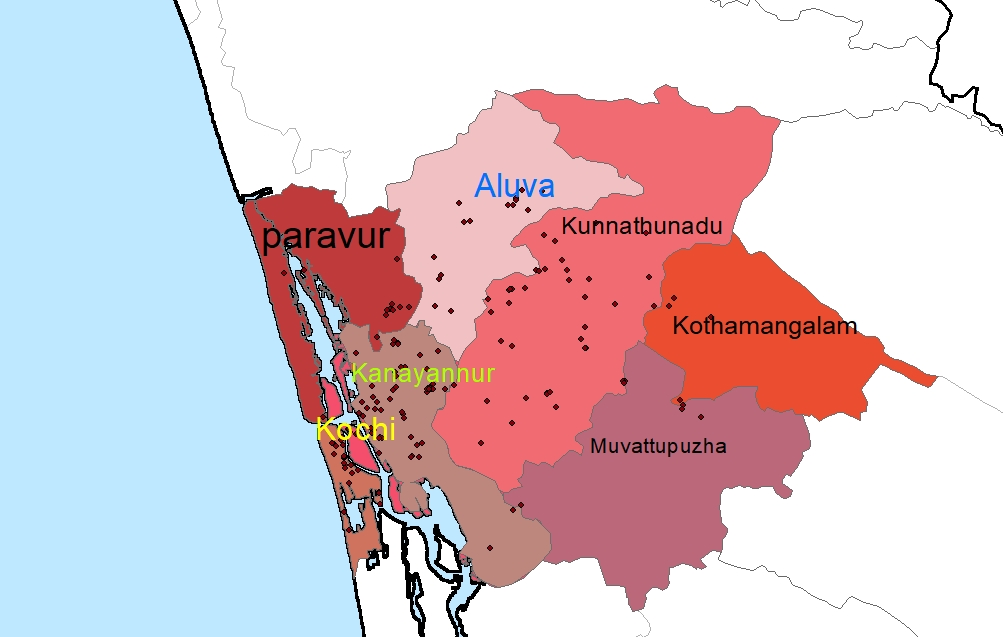 Aluva
Kunnathunadu
paravur
Kothamangalam
Kanayannur
Kochi
Muvattupuzha